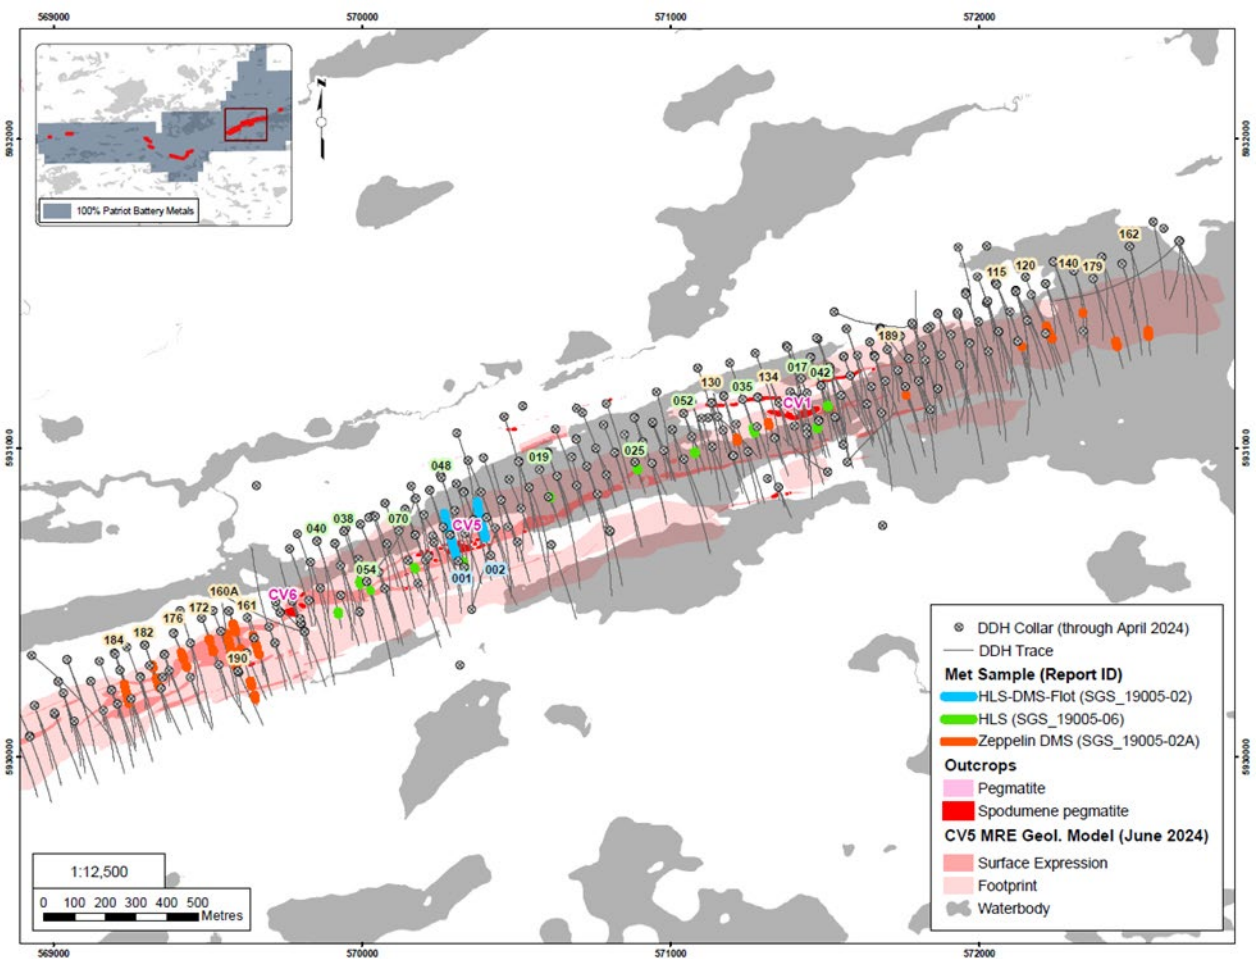 569000 570000 571000 572000
N
100% Patriot Battery Metals
5932000 5932000
162
115 120 140 179
189
017 042
130 035 134
052 CV1
5931000 5931000
025
019
048
040 038 070
CV5
054 001 002
160A CV6
172 161
176
184 182
190
5930000 5930000
DDH Collar (through April 2024)
DDH Trace
Met Sample (Report ID)
HLS-DMS-Flot (SGS_19005-02)
HLS (SGS_19005-06)
Zeppelin DMS (SGS_19005-02A)
Outcrops
Pegmatite
Spodumene pegmatite
CV5 MRE Geol. Model (June 2024)
Surface Expression
Footprint
Waterbody
1:12,500
0 100 200 300 400 500
Metres
569000 570000 571000 572000